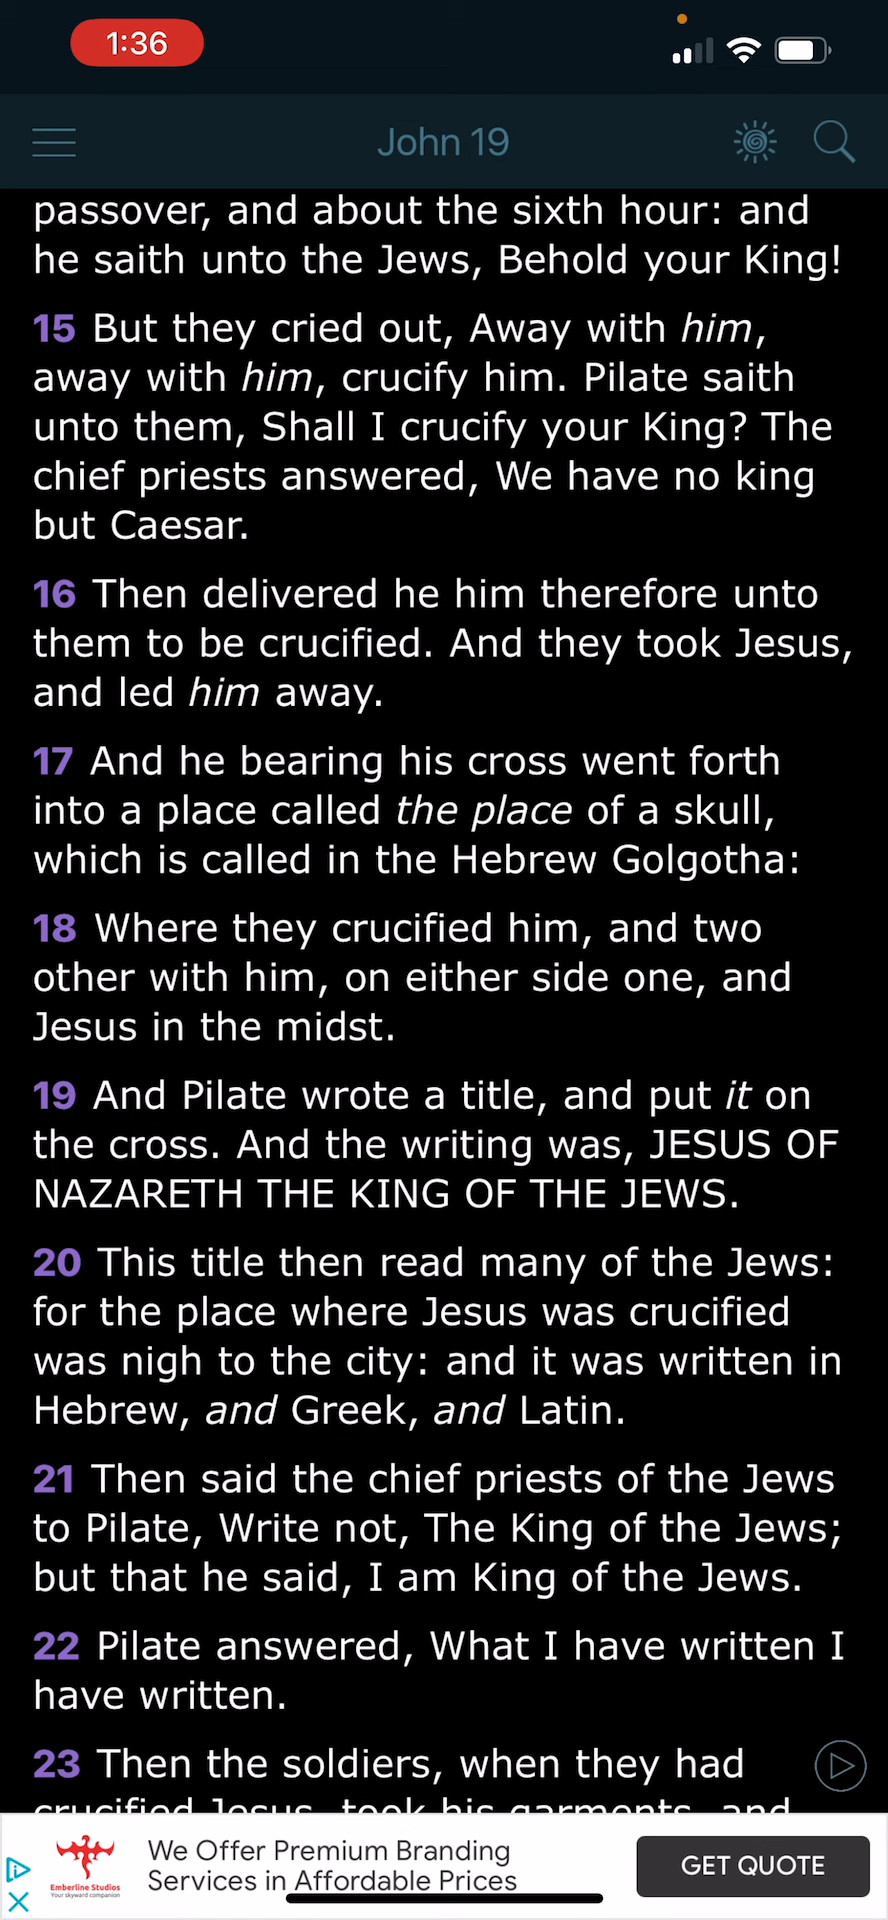 1:36
John 19
passover, and about the sixth hour: and
he saith unto the Jews, Behold your King!
15 But they cried out, Away with him,
away with him, crucify him. Pilate saith
unto them, Shall I crucify your King? The
chief priests answered, We have no king
but Caesar.
16 Then delivered he him therefore unto
them to be crucified. And they took Jesus,
and led him away.
17 And he bearing his cross went forth
into a place called the place of a skull,
which is called in the Hebrew Golgotha:
18 Where they crucified him, and two
other with him, on either side one, and
Jesus in the midst.
19 And Pilate wrote a title, and put it on
the cross. And the writing was, JESUS OF
NAZARETH THE KING OF THE JEWS.
20 This title then read many of the Jews:
for the place where Jesus was crucified
was nigh to the city: and it was written in
Hebrew, and Greek, and Latin.
21 Then said the chief priests of the Jews
to Pilate, Write not, The King of the Jews;
but that he said, I am King of the Jews.
22 Pilate answered, What I have written I
have written.
23 Then the soldiers, when they had
crucified Jesus, took his garments, and
We Offer Premium Branding
Services in Affordable Prices
Emberline Studios
Your skyward companion
GET QUOTE